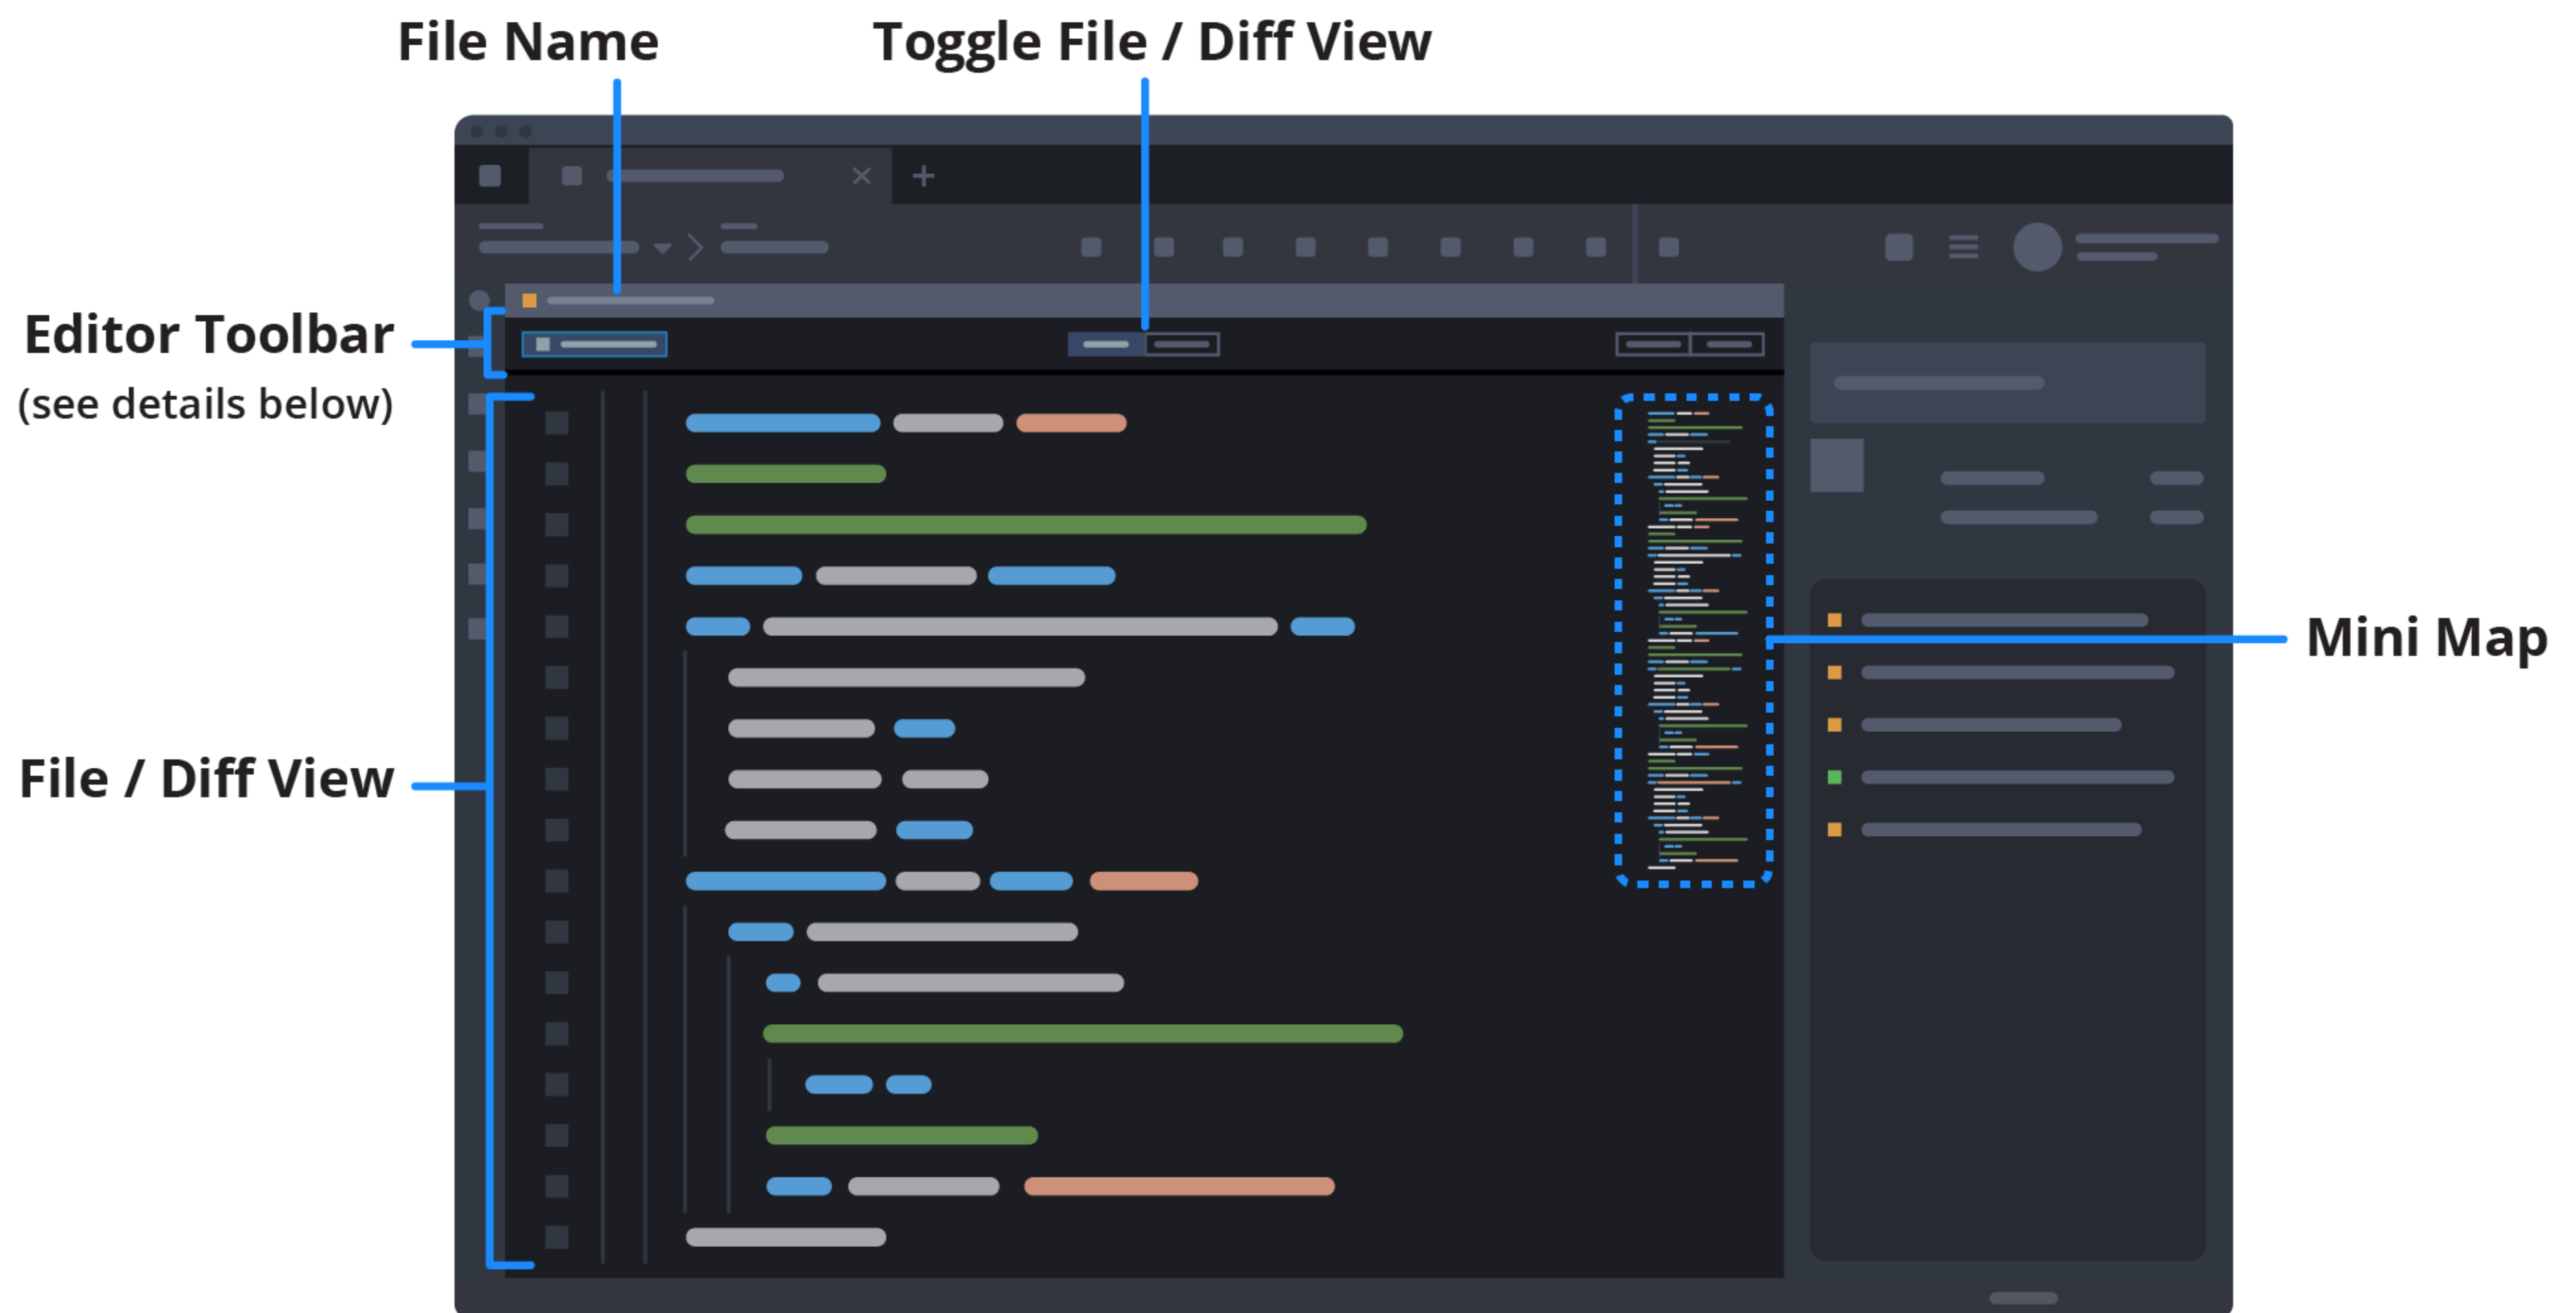 File Name
Toggle File / Diff View
Editor Toolbar
(see details below)
Mini Map
File / Diff View